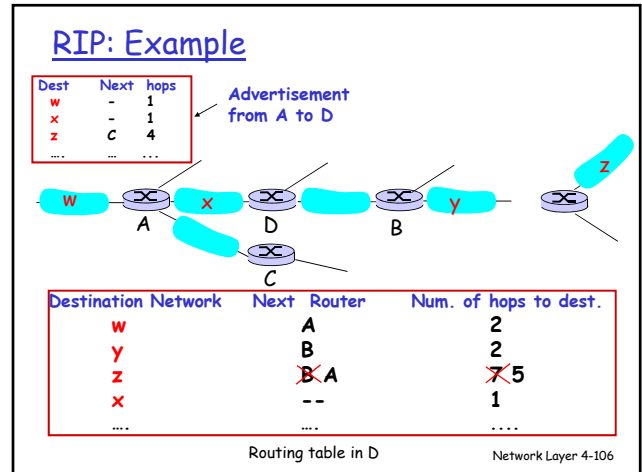 RIP: Example
Dest Next hops
w - 1
x - 1
z C 4
.... ... ...
Advertisement
from A to D
z
w x y
A D B
C
Destination Network Next Router Num. of hops to dest.
w A 2
y B 2
z B A 7 5
x -- 1
.... .... ....
Routing table in D
Network Layer 4-106